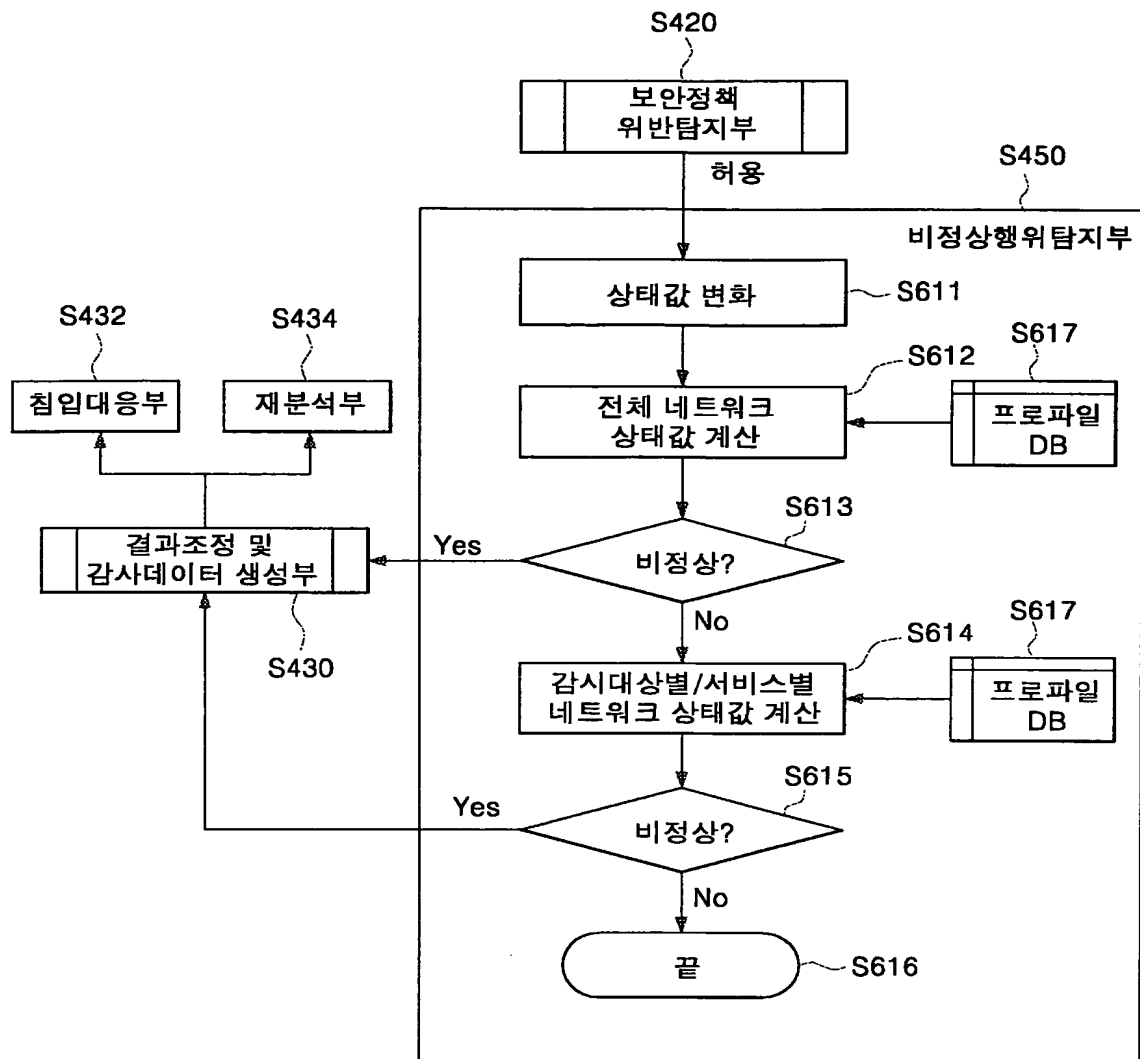 S420
보안정책
위반탐지부
허용
S450
비정상행위탐지부
상태값 변화
S611
S432
S434
S612
S617
침입대응부
재분석부
전체 네트워크
상태값 계산
프로파일
DB
S613
결과조정 및
감사데이터 생성부
Yes
비정상?
S430
No
S614
S617
감시대상별/서비스별
네트워크 상태값 계산
프로파일
DB
S615
Yes
비정상?
No
끝
S616